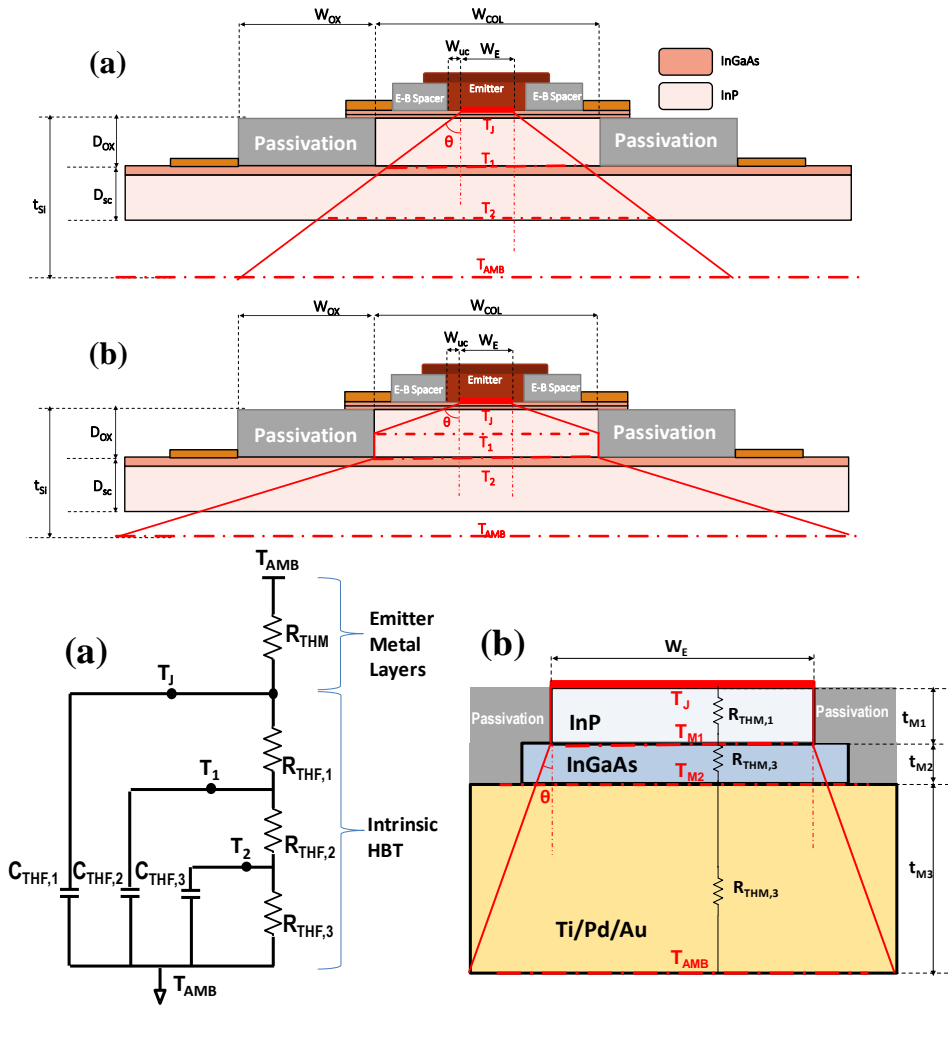 W_OX W_COL
(a)
W_uc W_E
InGaAs
InP
E-B Spacer Emitter E-B Spacer
D_OX Passivation T_J Passivation
θ
T_1
t_Si D_sc
T_2
T_AMB
W_OX W_COL
(b)
W_uc W_E
E-B Spacer Emitter E-B Spacer
D_OX Passivation θ T_J Passivation
T_1
t_Si D_sc T_2
T_AMB
T_AMB
(a)
R_THM
Emitter
Metal
Layers
T_J
R_THF,1
T_1
R_THF,2
Intrinsic
HBT
T_2
C_THF,1 C_THF,2 C_THF,3
R_THF,3
T_AMB
(b)
W_E
Passivation InP T_J R_THM,1 Passivation t_M1
T_M1
InGaAs R_THM,3 t_M2
T_M2
θ
R_THM,3 t_M3
Ti/Pd/Au
T_AMB